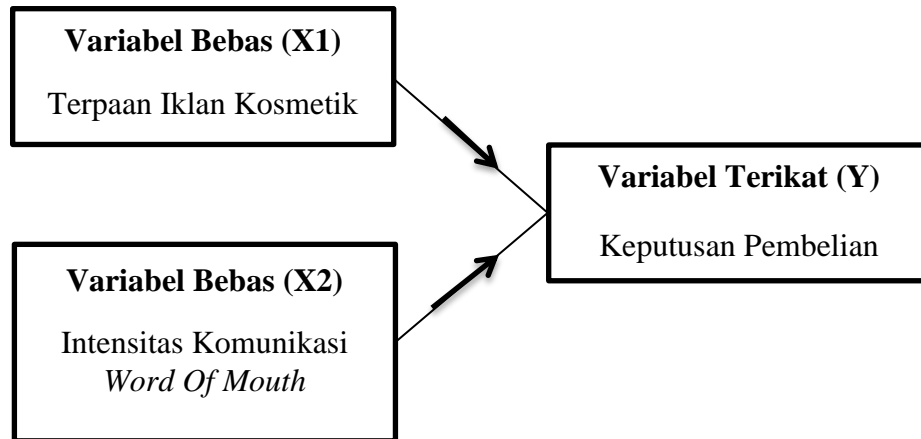 Variabel Bebas (X1)
Terpaan Iklan Kosmetik
Variabel Terikat (Y)
Keputusan Pembelian
Variabel Bebas (X2)
Intensitas Komunikasi
Word Of Mouth